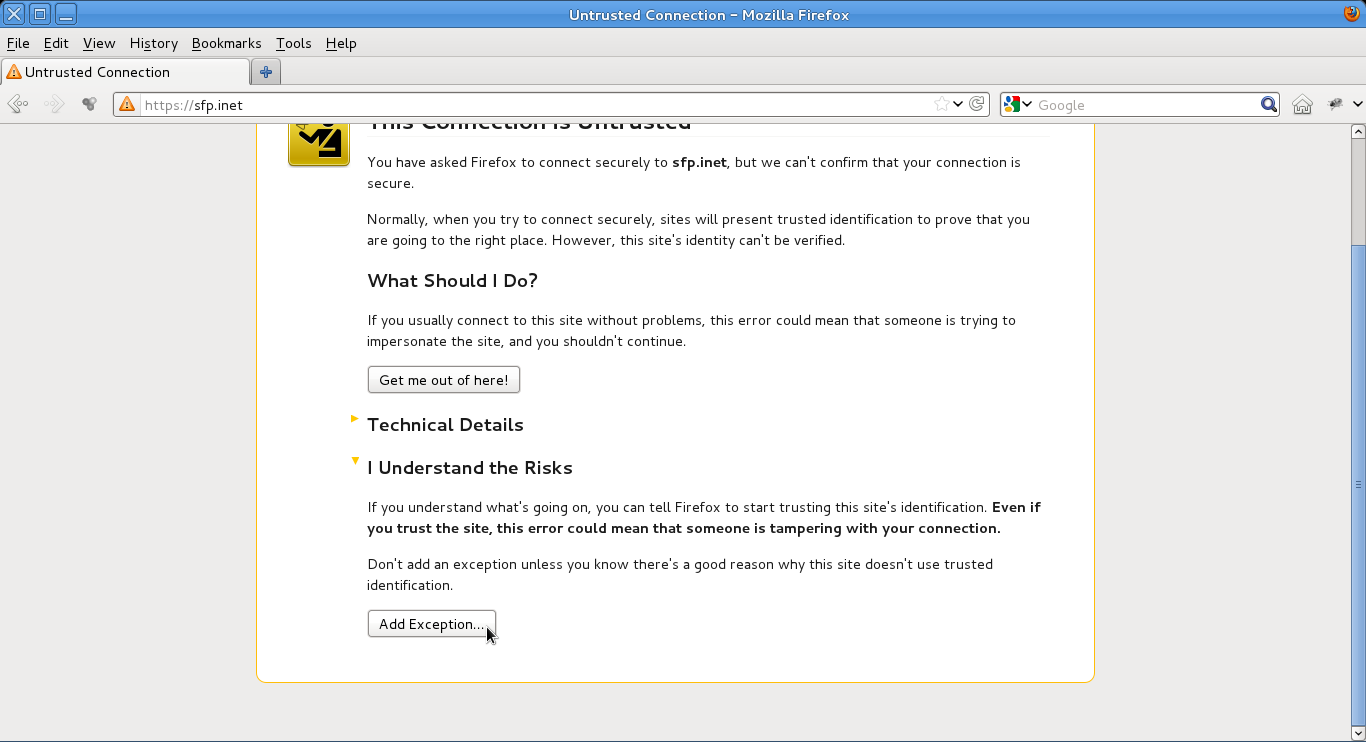 Untrusted Connection - Mozilla Firefox
File Edit View History Bookmarks Tools Help
Untrusted Connection
https://sfp.inet
Google
This Connection is Untrusted
You have asked Firefox to connect securely to sfp.inet, but we can't confirm that your connection is
secure.
Normally, when you try to connect securely, sites will present trusted identification to prove that you
are going to the right place. However, this site's identity can't be verified.
What Should I Do?
If you usually connect to this site without problems, this error could mean that someone is trying to
impersonate the site, and you shouldn't continue.
Get me out of here!
Technical Details
I Understand the Risks
If you understand what's going on, you can tell Firefox to start trusting this site's identification. Even if
you trust the site, this error could mean that someone is tampering with your connection.
Don't add an exception unless you know there's a good reason why this site doesn't use trusted
identification.
Add Exception...